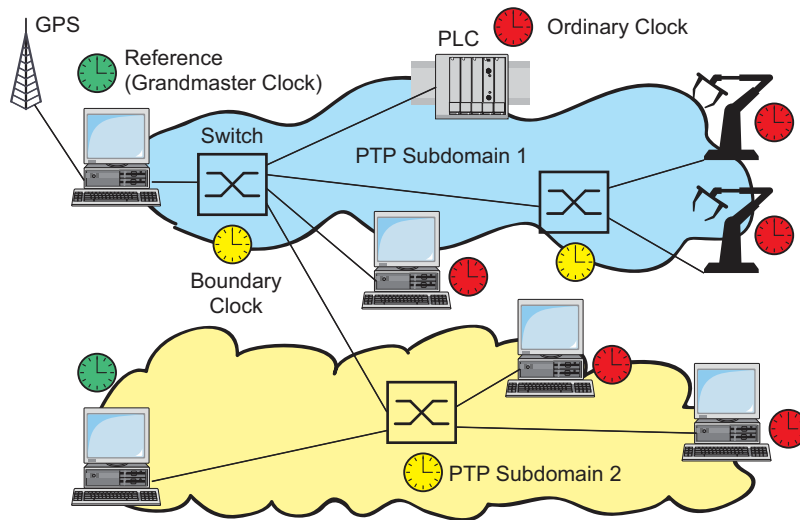 GPS
Reference
(Grandmaster Clock)
PLC
Ordinary Clock
Switch
PTP Subdomain 1
Boundary
Clock
PTP Subdomain 2